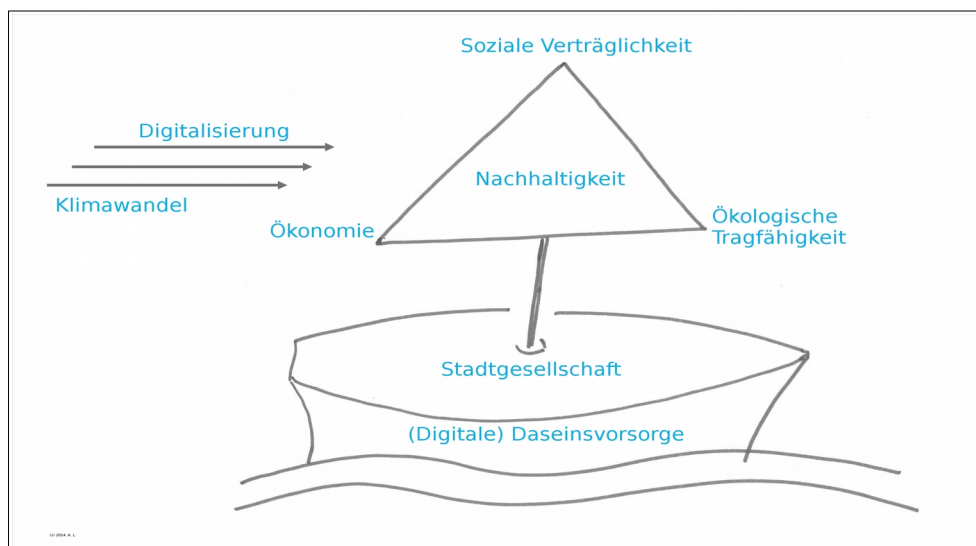 Soziale Verträglichkeit
Digitalisierung
Nachhaltigkeit
Klimawandel
Ökonomie
Ökologische
Tragfähigkeit
Stadtgesellschaft
(Digitale) Daseinsvorsorge